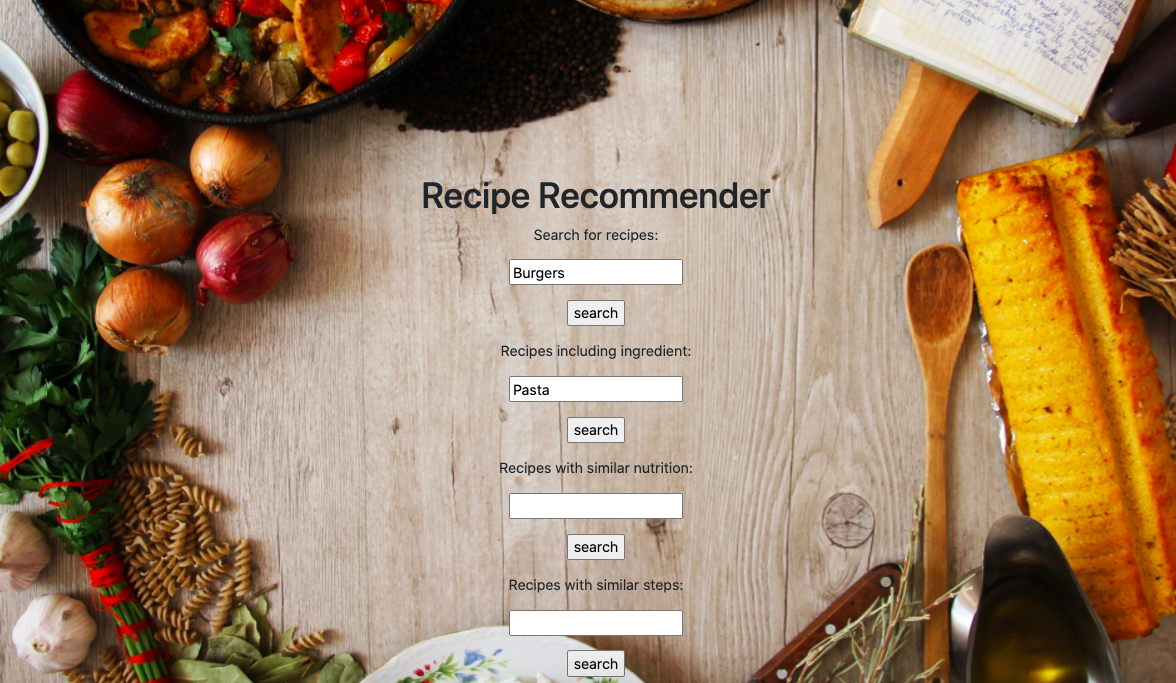 Recipe Recommender
Search for recipes:
Burgers
search
Recipes including ingredient:
Pasta
search
Recipes with similar nutrition:
search
Recipes with similar steps:
search